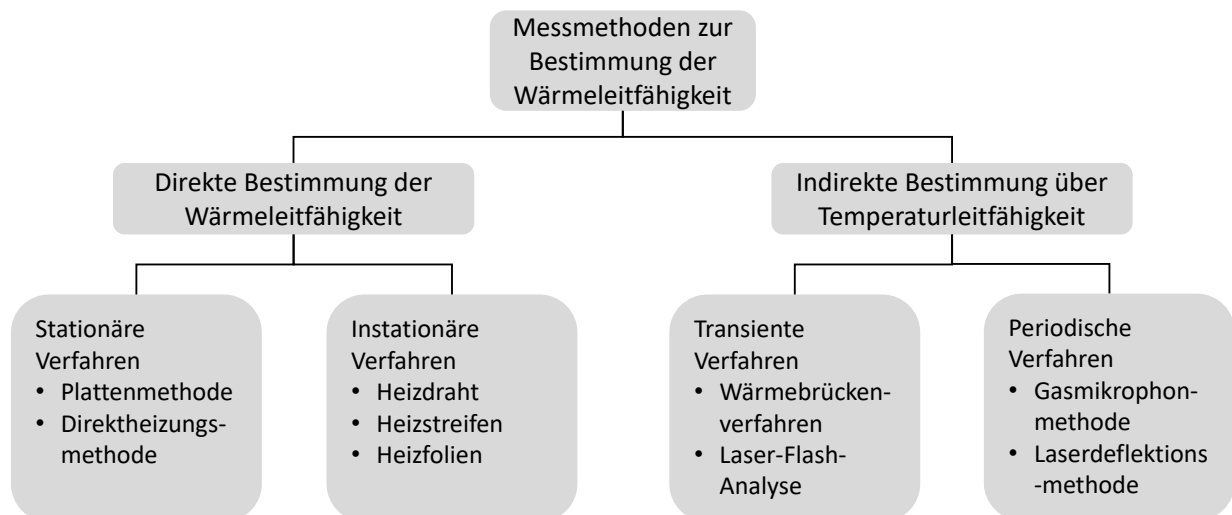 Messmethoden zur
Bestimmung der
Wärmeleitfähigkeit
Direkte Bestimmung der
Wärmeleitfähigkeit
Indirekte Bestimmung über
Temperaturleitfähigkeit
Stationäre
Verfahren
• Plattenmethode
• Direktheizungs-
methode
Instationäre
Verfahren
• Heizdraht
• Heizstreifen
• Heizfolien
Transiente
Verfahren
• Wärmebrücken-
verfahren
• Laser-Flash-
Analyse
Periodische
Verfahren
• Gasmikrophon-
methode
• Laserdeflektions
-methode